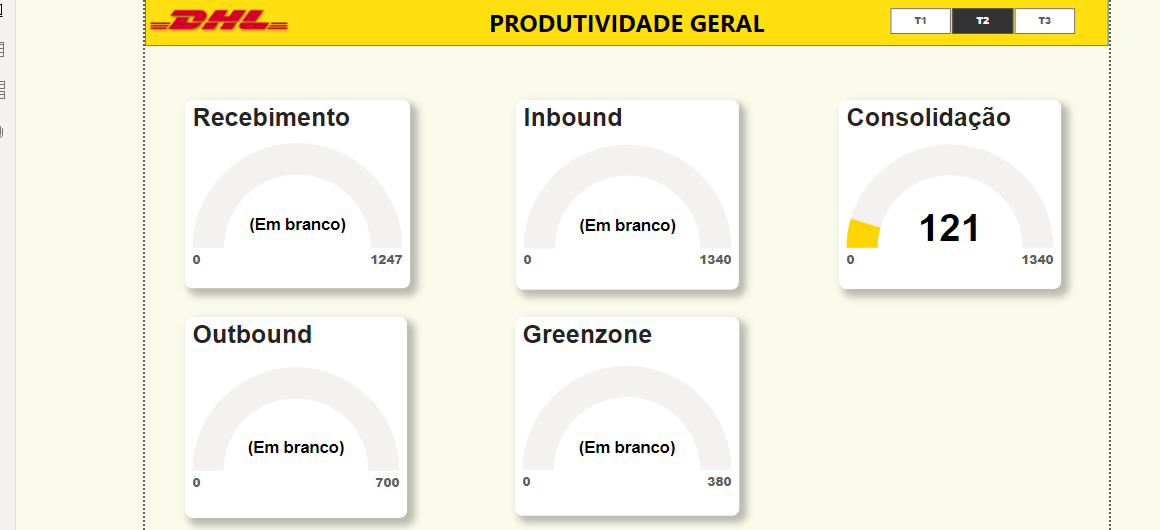 DHL
PRODUTIVIDADE GERAL
T1
T2
T3
Recebimento
(Em branco)
0
1247
Inbound
(Em branco)
0
1340
Consolidação
121
0
1340
Outbound
(Em branco)
0
700
Greenzone
(Em branco)
0
380